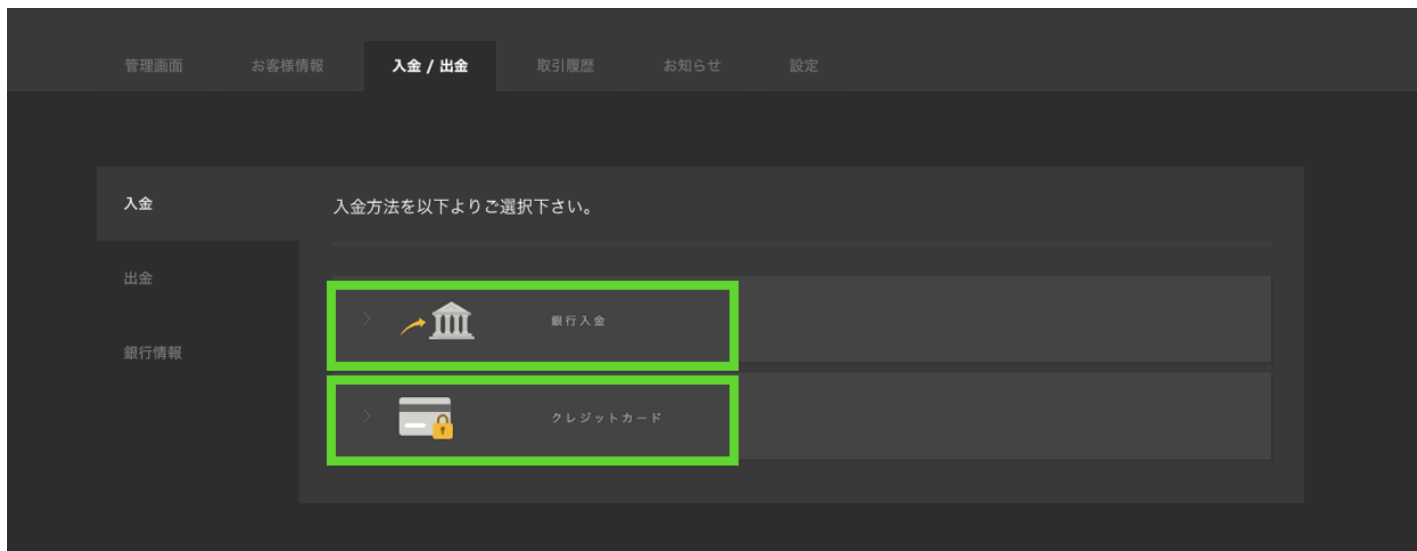 管理画面 お客様情報 入金 / 出金 取引履歴 お知らせ 設定
入金
入金方法を以下よりご選択下さい。
出金
銀行情報
銀行入金
クレジットカード